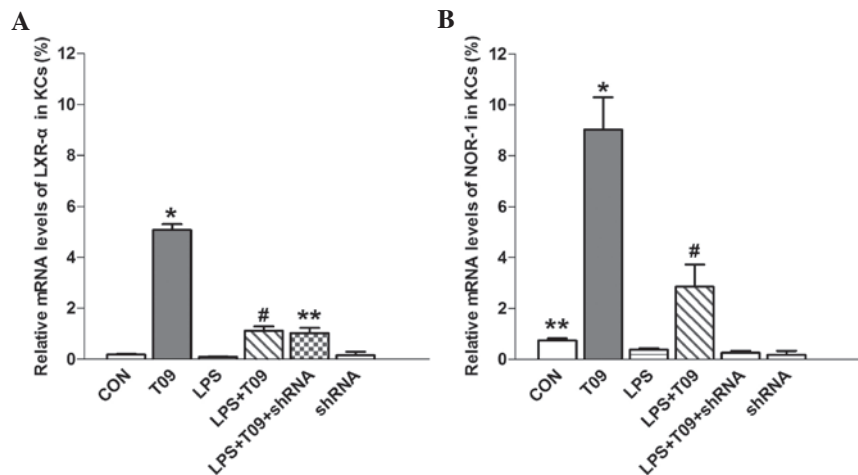 A
Relative mRNA levels of LXR-α in KCs (%)
12
10
8
6
4
2
0
*
#
**
CON
T09
LPS
LPS+T09
LPS+T09+shRNA
shRNA
B
Relative mRNA levels of NOR-1 in KCs (%)
12
10
8
6
4
2
0
**
*
#
CON
T09
LPS
LPS+T09
LPS+T09+shRNA
shRNA